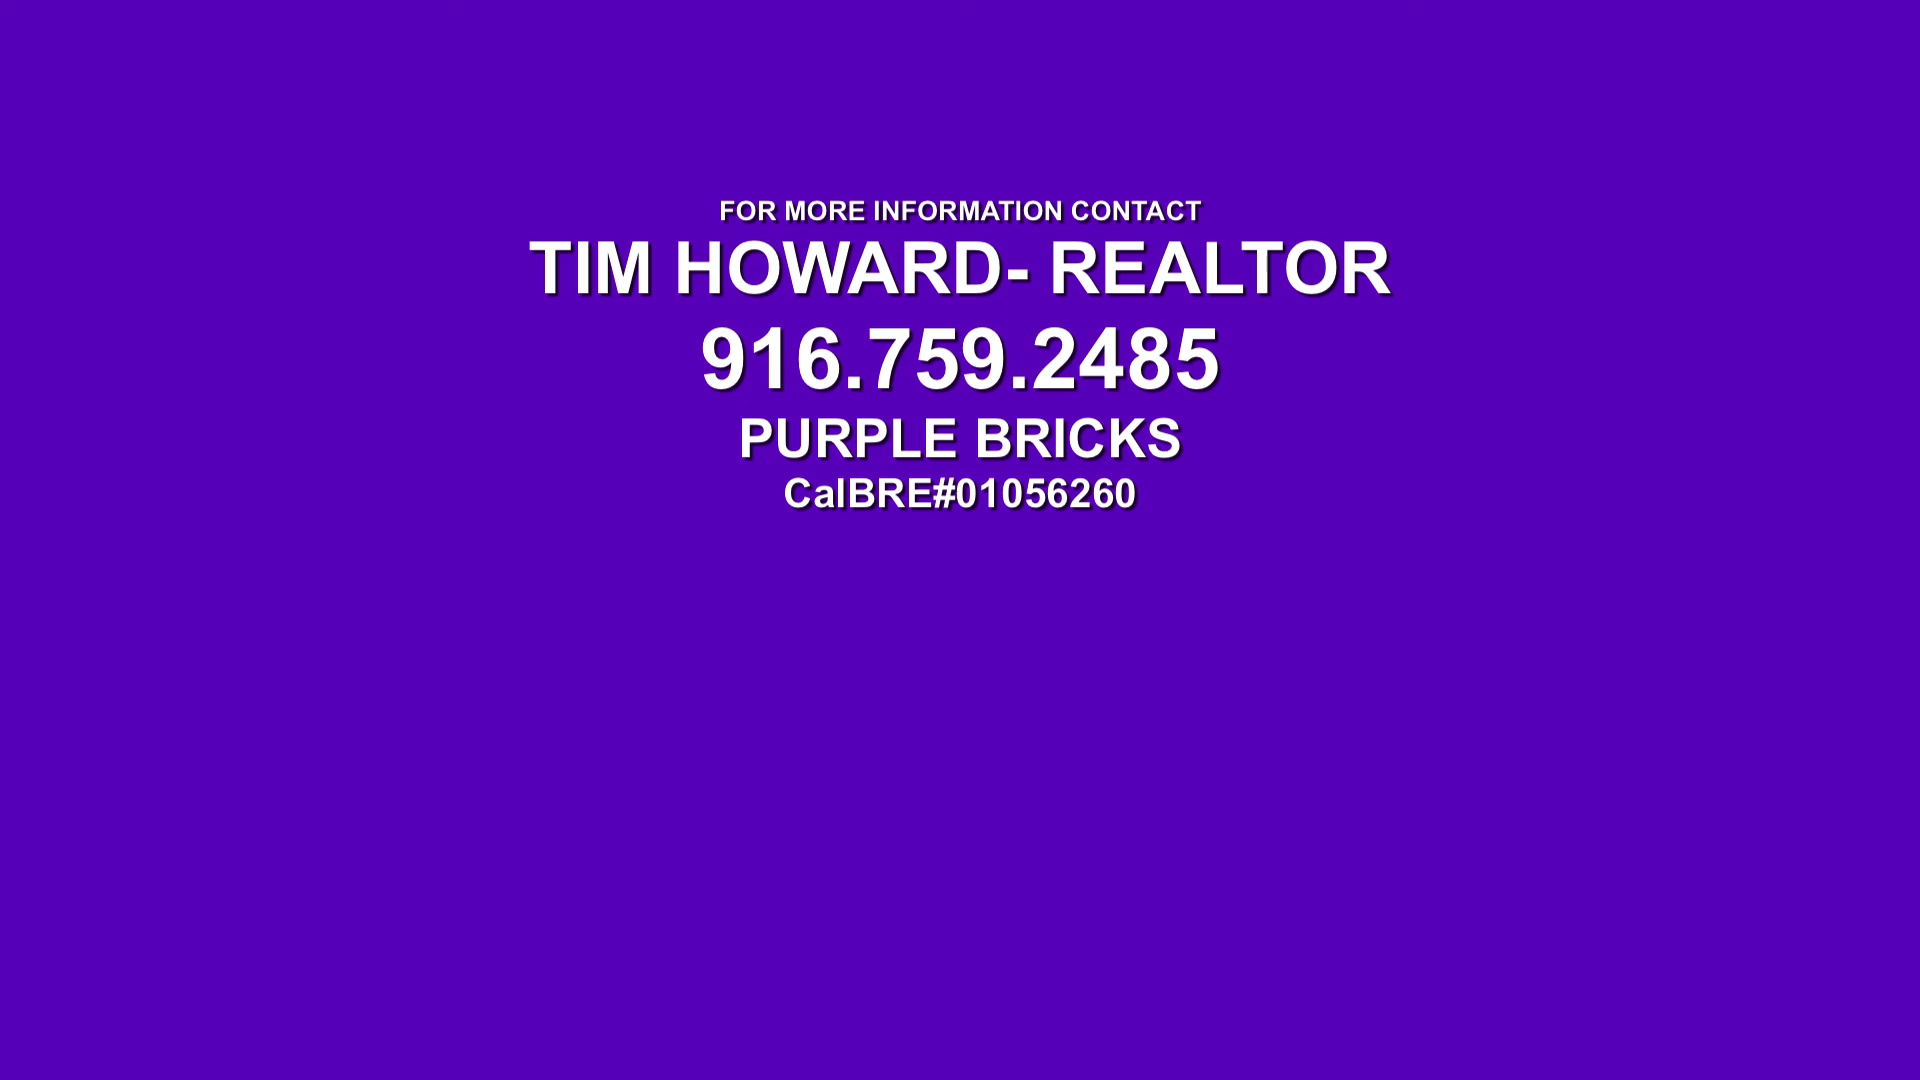 FOR MORE INFORMATION CONTACT
TIM HOWARD- REALTOR
916.759.2485
PURPLE BRICKS
CalBRE#01056260